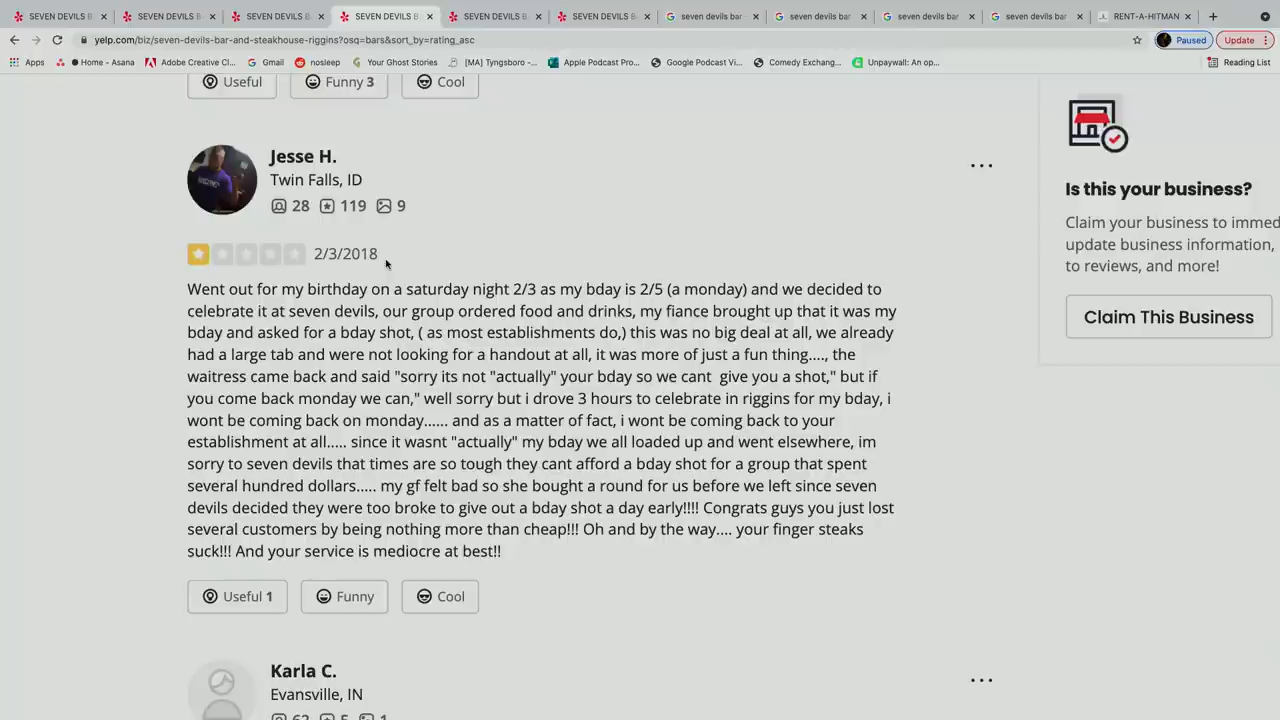 SEVEN DEVILS B
SEVEN DEVILS B
SEVEN DEVILS B
SEVEN DEVILS B
SEVEN DEVILS B
SEVEN DEVILS B
seven devils bar
seven devils bar
seven devils bar
seven devils bar
RENT-A-HITMAN
yelp.com/biz/seven-devils-bar-and-steakhouse-riggins?osq=bars&sort_by=rating_asc
Paused
Update
Apps
Home - Asana
Adobe Creative Cl...
Gmail
nosleep
Your Ghost Stories
[MA] Tyngsboro -...
Apple Podcast Pro...
Google Podcast Vi...
Comedy Exchang...
Unpaywall: An op...
Reading List
Useful
Funny 3
Cool
Jesse H.
Twin Falls, ID
28 119 9
2/3/2018
Went out for my birthday on a saturday night 2/3 as my bday is 2/5 (a monday) and we decided to
celebrate it at seven devils, our group ordered food and drinks, my fiance brought up that it was my
bday and asked for a bday shot, ( as most establishments do,) this was no big deal at all, we already
had a large tab and were not looking for a handout at all, it was more of just a fun thing...., the
waitress came back and said "sorry its not "actually" your bday so we cant  give you a shot," but if
you come back monday we can," well sorry but i drove 3 hours to celebrate in riggins for my bday, i
wont be coming back on monday...... and as a matter of fact, i wont be coming back to your
establishment at all..... since it wasnt "actually" my bday we all loaded up and went elsewhere, im
sorry to seven devils that times are so tough they cant afford a bday shot for a group that spent
several hundred dollars..... my gf felt bad so she bought a round for us before we left since seven
devils decided they were too broke to give out a bday shot a day early!!!! Congrats guys you just lost
several customers by being nothing more than cheap!!! Oh and by the way.... your finger steaks
suck!!! And your service is mediocre at best!!
Useful 1
Funny
Cool
Karla C.
Evansville, IN
62 5 1
Is this your business?
Claim your business to immed
update business information,
to reviews, and more!
Claim This Business